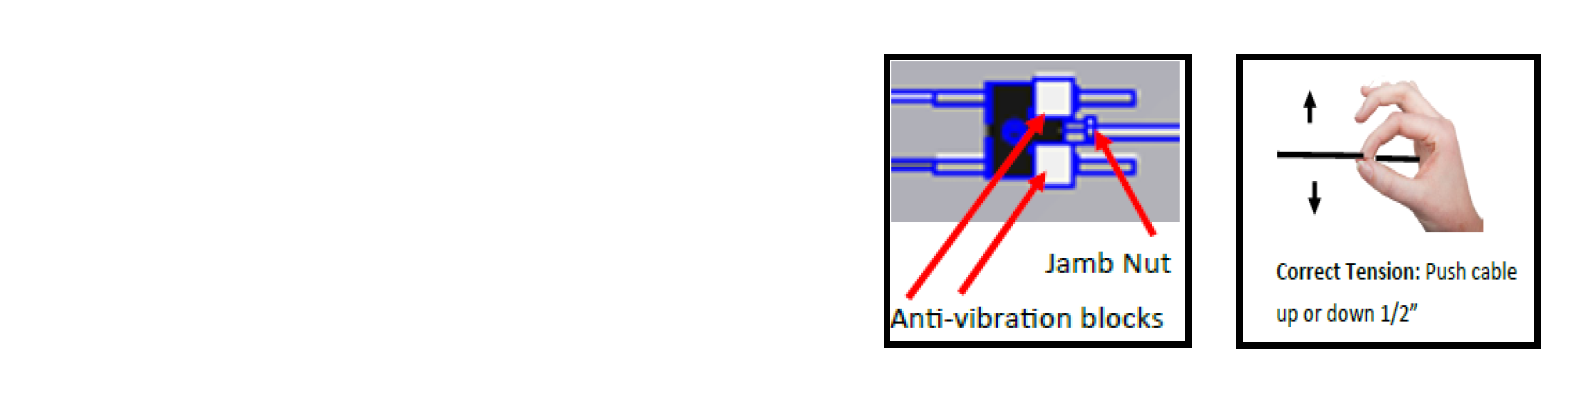 Jamb Nut
Anti-vibration blocks
Correct Tension: Push cable
up or down 1/2”